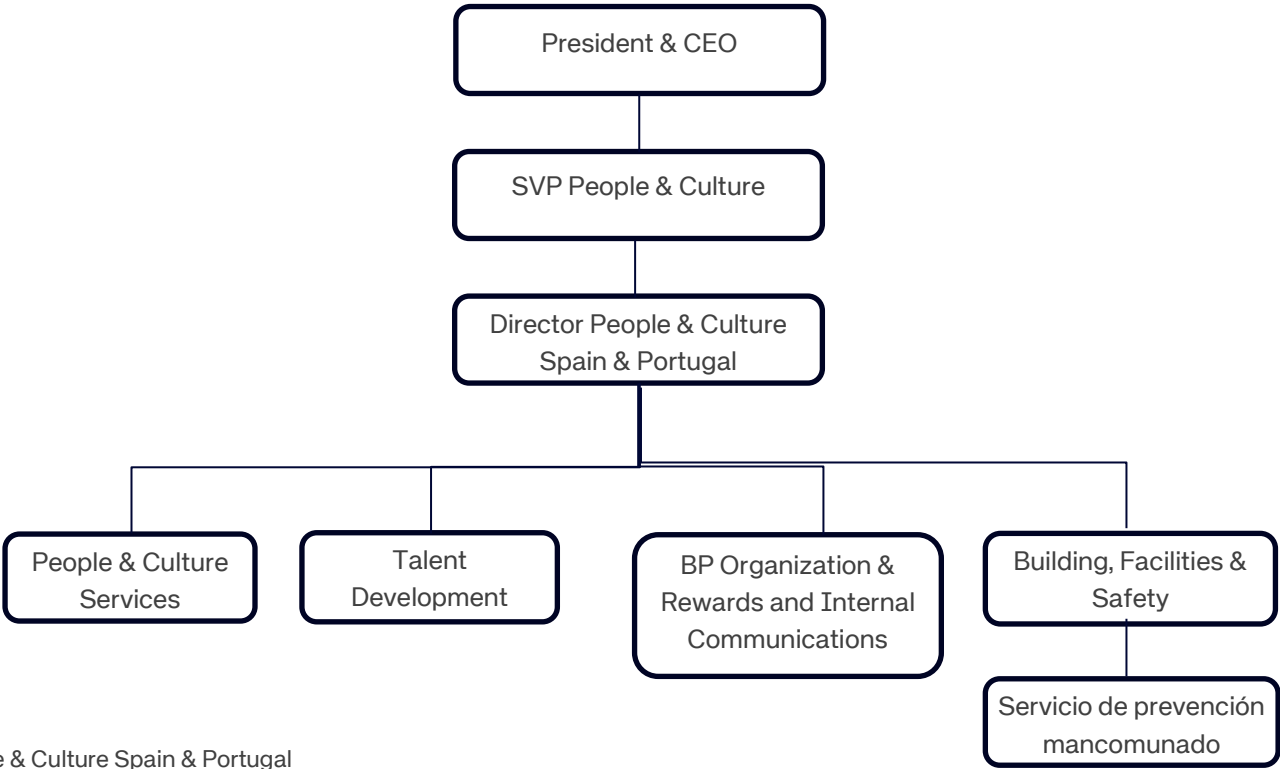 President & CEO
SVP People & Culture
Director People & Culture
Spain & Portugal
People & Culture
Services
Talent
Development
BP Organization &
Rewards and Internal
Communications
Building, Facilities &
Safety
Servicio de prevención
mancomunado
& Culture Spain & Portugal